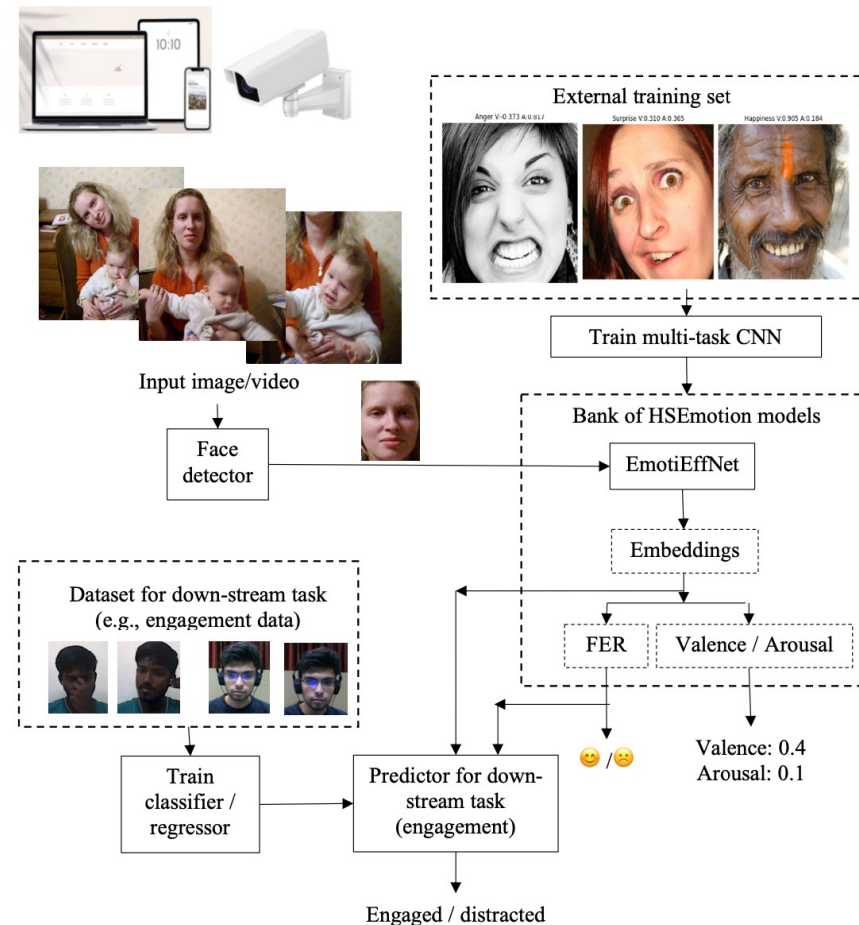 10:10
External training set
Anger V:-0.373 A:0.817
Surprise V:0.310 A:0.365
Happiness V:0.905 A:0.184
Train multi-task CNN
Input image/video
Bank of HSEmotion models
Face
detector
EmotiEffNet
Embeddings
Dataset for down-stream task
(e.g., engagement data)
FER
Valence / Arousal
😊 /☹️
Valence: 0.4
Arousal: 0.1
Train
classifier /
regressor
Predictor for down-
stream task
(engagement)
Engaged / distracted